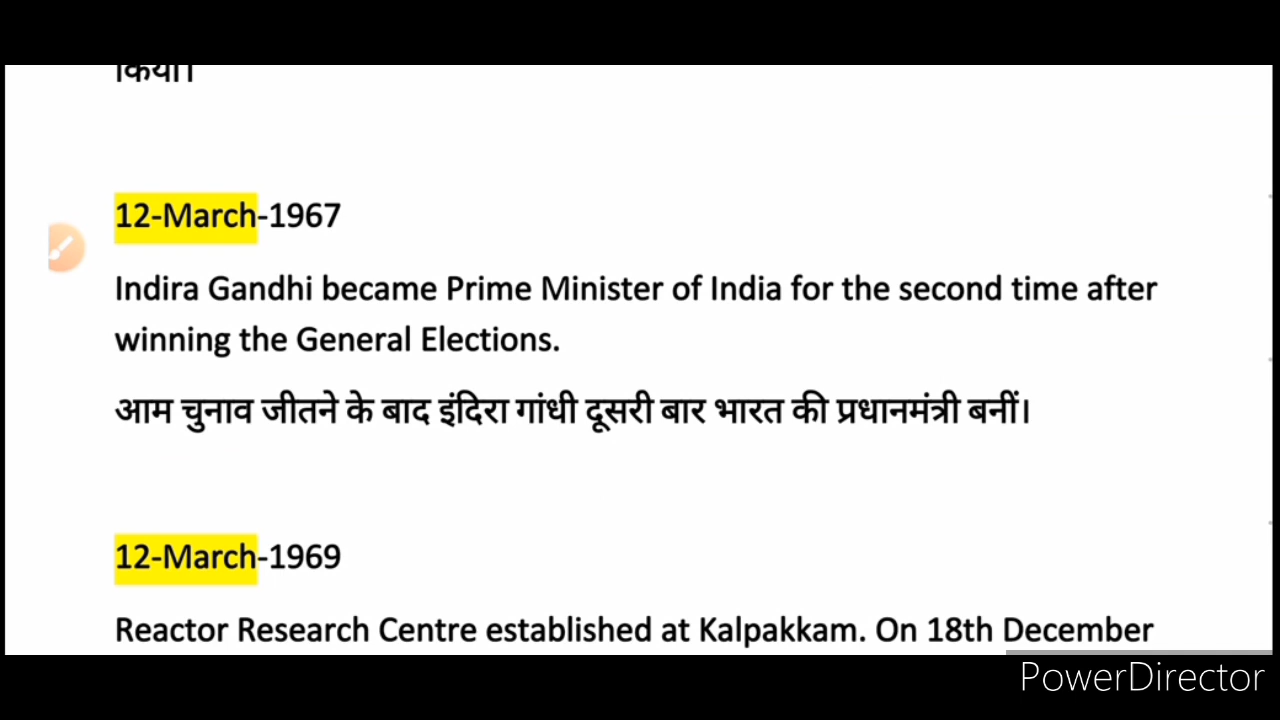 किया।
12-March-1967
Indira Gandhi became Prime Minister of India for the second time after
winning the General Elections.
आम चुनाव जीतने के बाद इंदिरा गांधी दूसरी बार भारत की प्रधानमंत्री बनीं।
12-March-1969
Reactor Research Centre established at Kalpakkam. On 18th December
PowerDirector